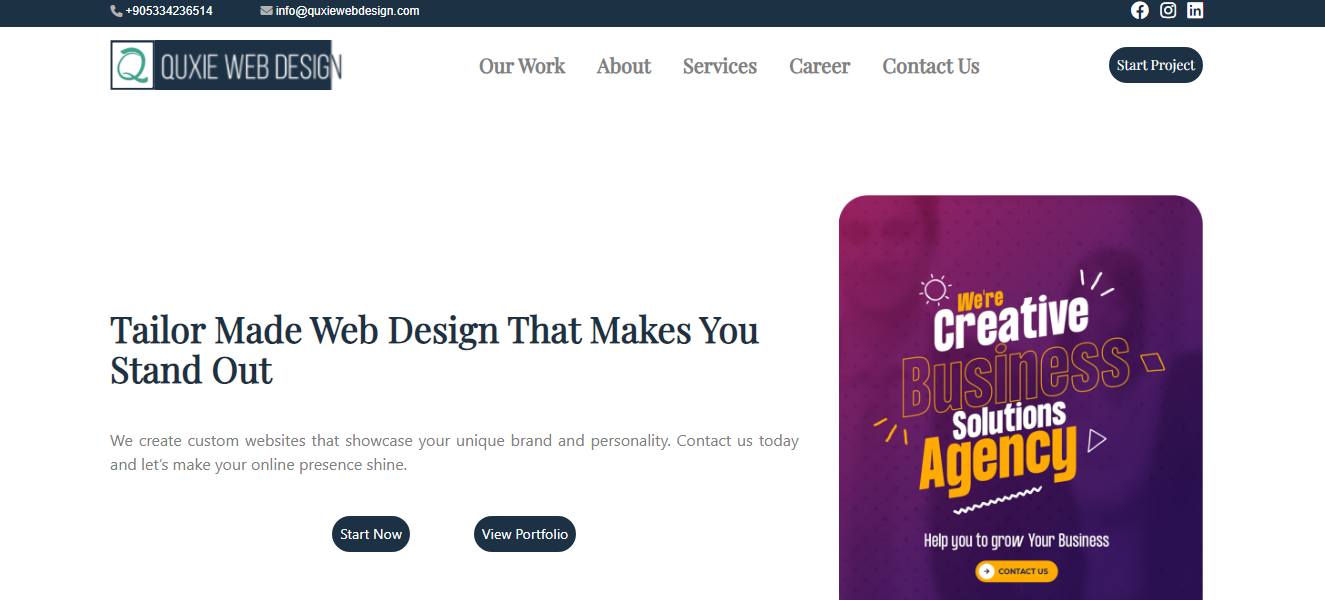 +905334236514 info@quxiewebdesign.com
QUXIE WEB DESIGN
Our Work About Services Career Contact Us
Start Project
Tailor Made Web Design That Makes You
Stand Out
We create custom websites that showcase your unique brand and personality. Contact us today
and let’s make your online presence shine.
Start Now View Portfolio
We're
Creative
Business
Solutions
Agency
Help you to grow Your Business
CONTACT US